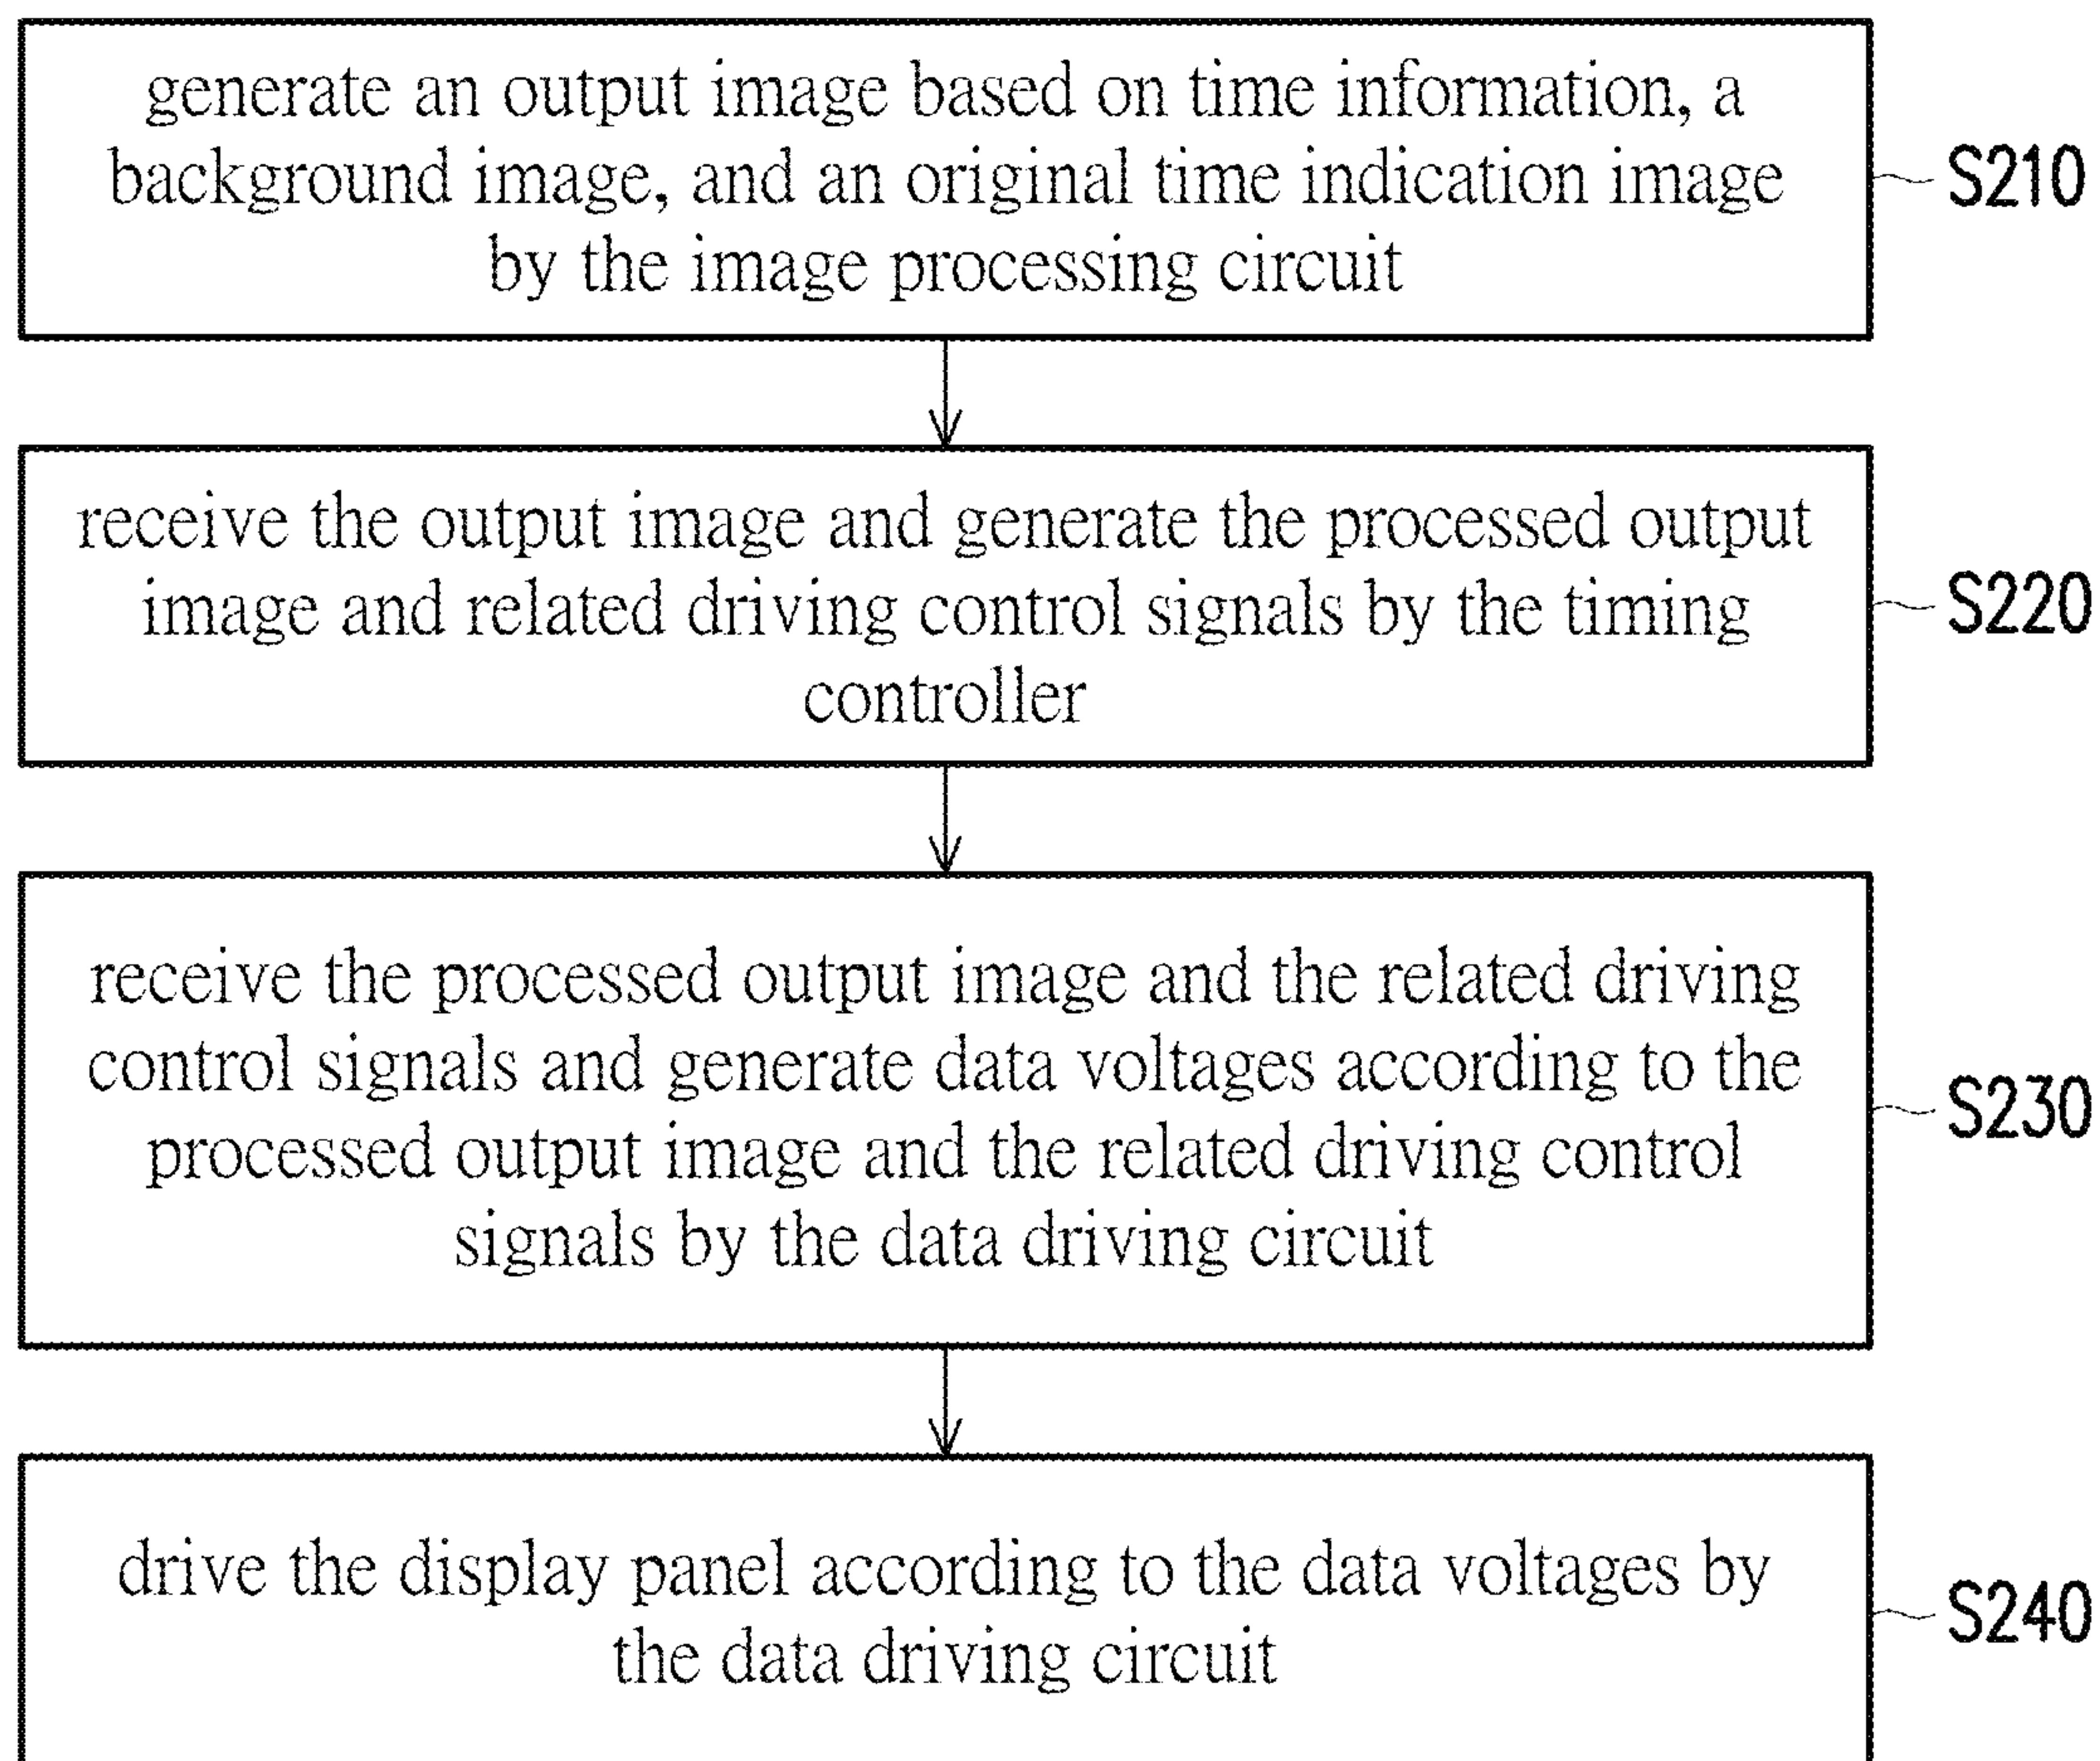 generate an output image based on time information, a
background image, and an original time indication image
by the image processing circuit
S210
receive the output image and generate the processed output
image and related driving control signals by the timing
controller
S220
receive the processed output image and the related driving
control signals and generate data voltages according to the
processed output image and the related driving control
signals by the data driving circuit
S230
drive the display panel according to the data voltages by
the data driving circuit
S240